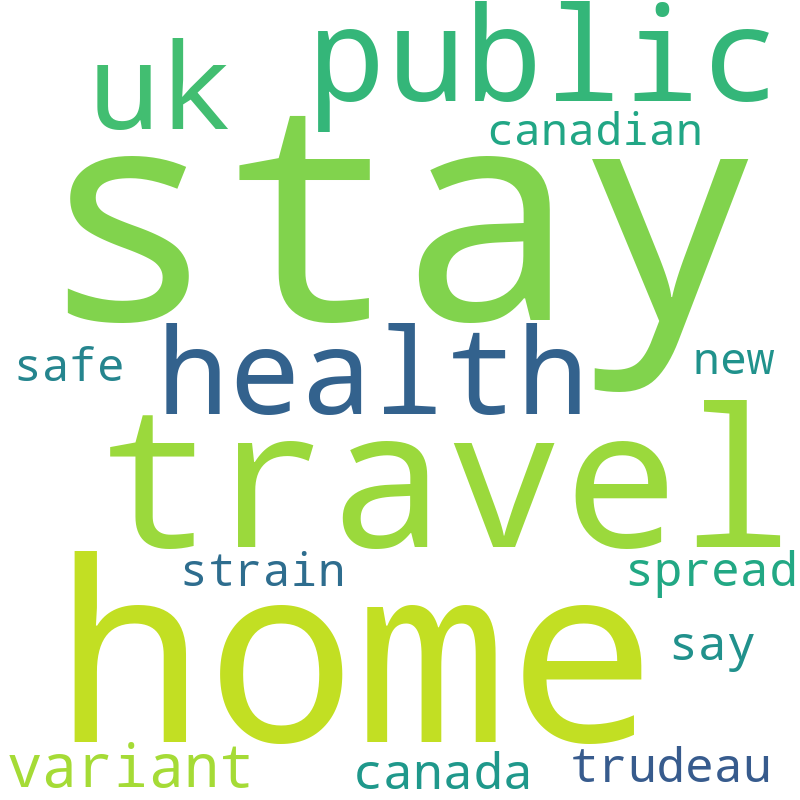 uk public
canadian
stay
safe health new
travel
strain spread
home
say
variant canada trudeau